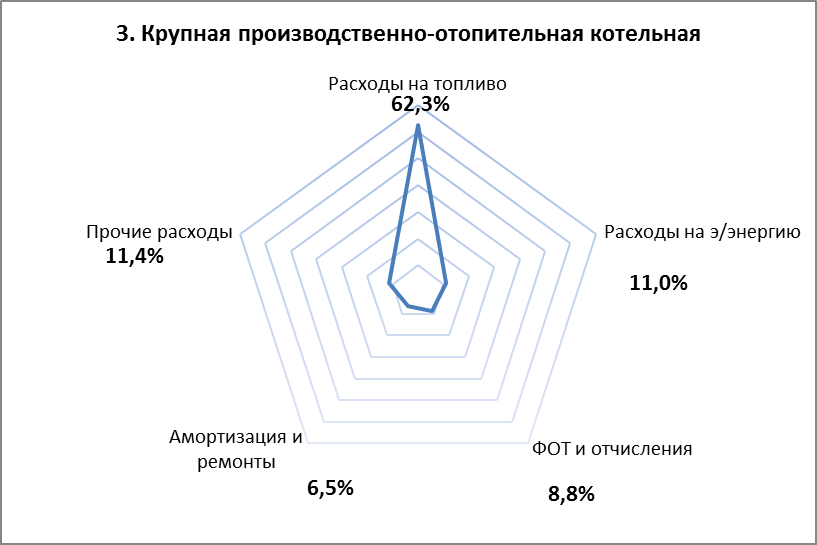 3. Крупная производственно-отопительная котельная
Расходы на топливо
62,3%
Прочие расходы
11,4%
Расходы на э/энергию
11,0%
Амортизация и
ремонты
6,5%
ФОТ и отчисления
8,8%